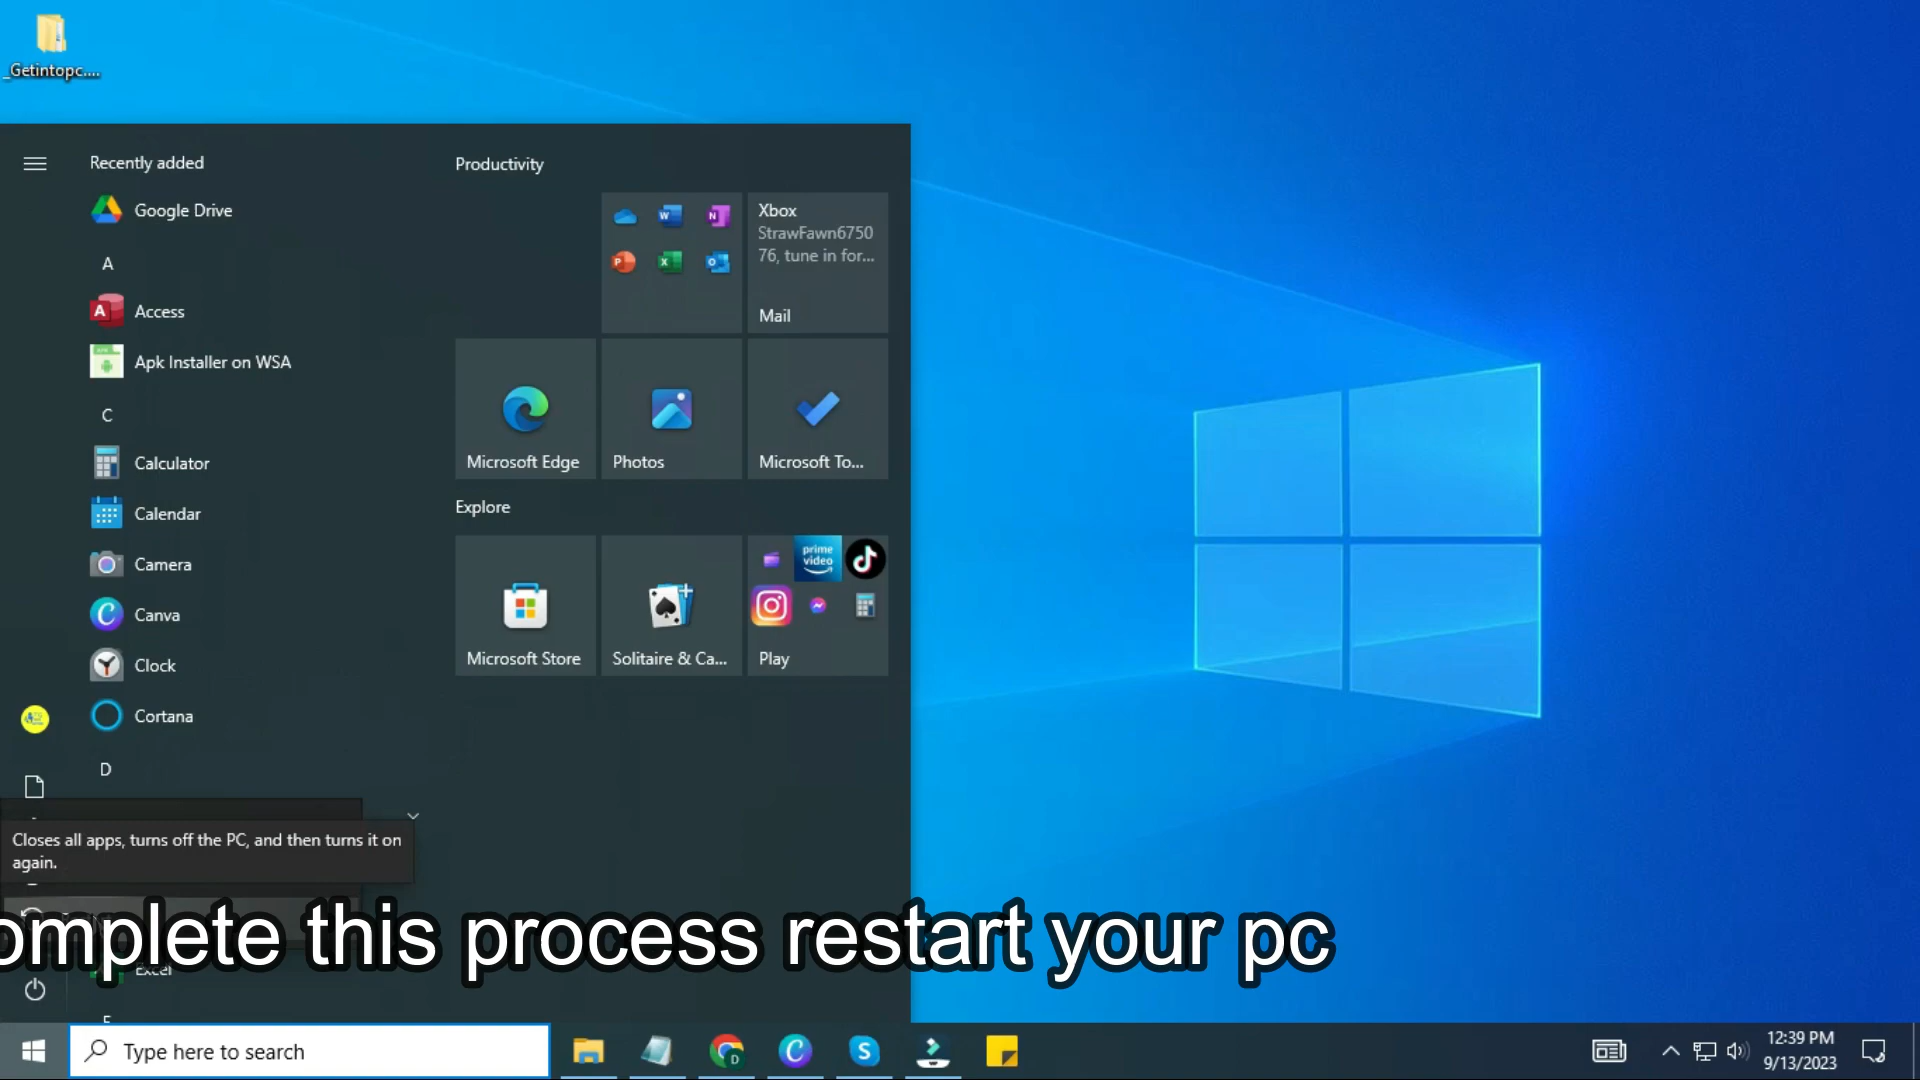 _Getintopc....
Recently added
Google Drive
A
Access
Apk Installer on WSA
C
Calculator
Calendar
Camera
Canva
Clock
Cortana
D
Closes all apps, turns off the PC, and then turns it on
again.
Excel
Productivity
Xbox
StrawFawn6750
76, tune in for...
Mail
Microsoft Edge
Photos
Microsoft To...
Explore
Microsoft Store
Solitaire & Ca...
prime
video
Play
omplete this process restart your pc
Type here to search
12:39 PM
9/13/2023